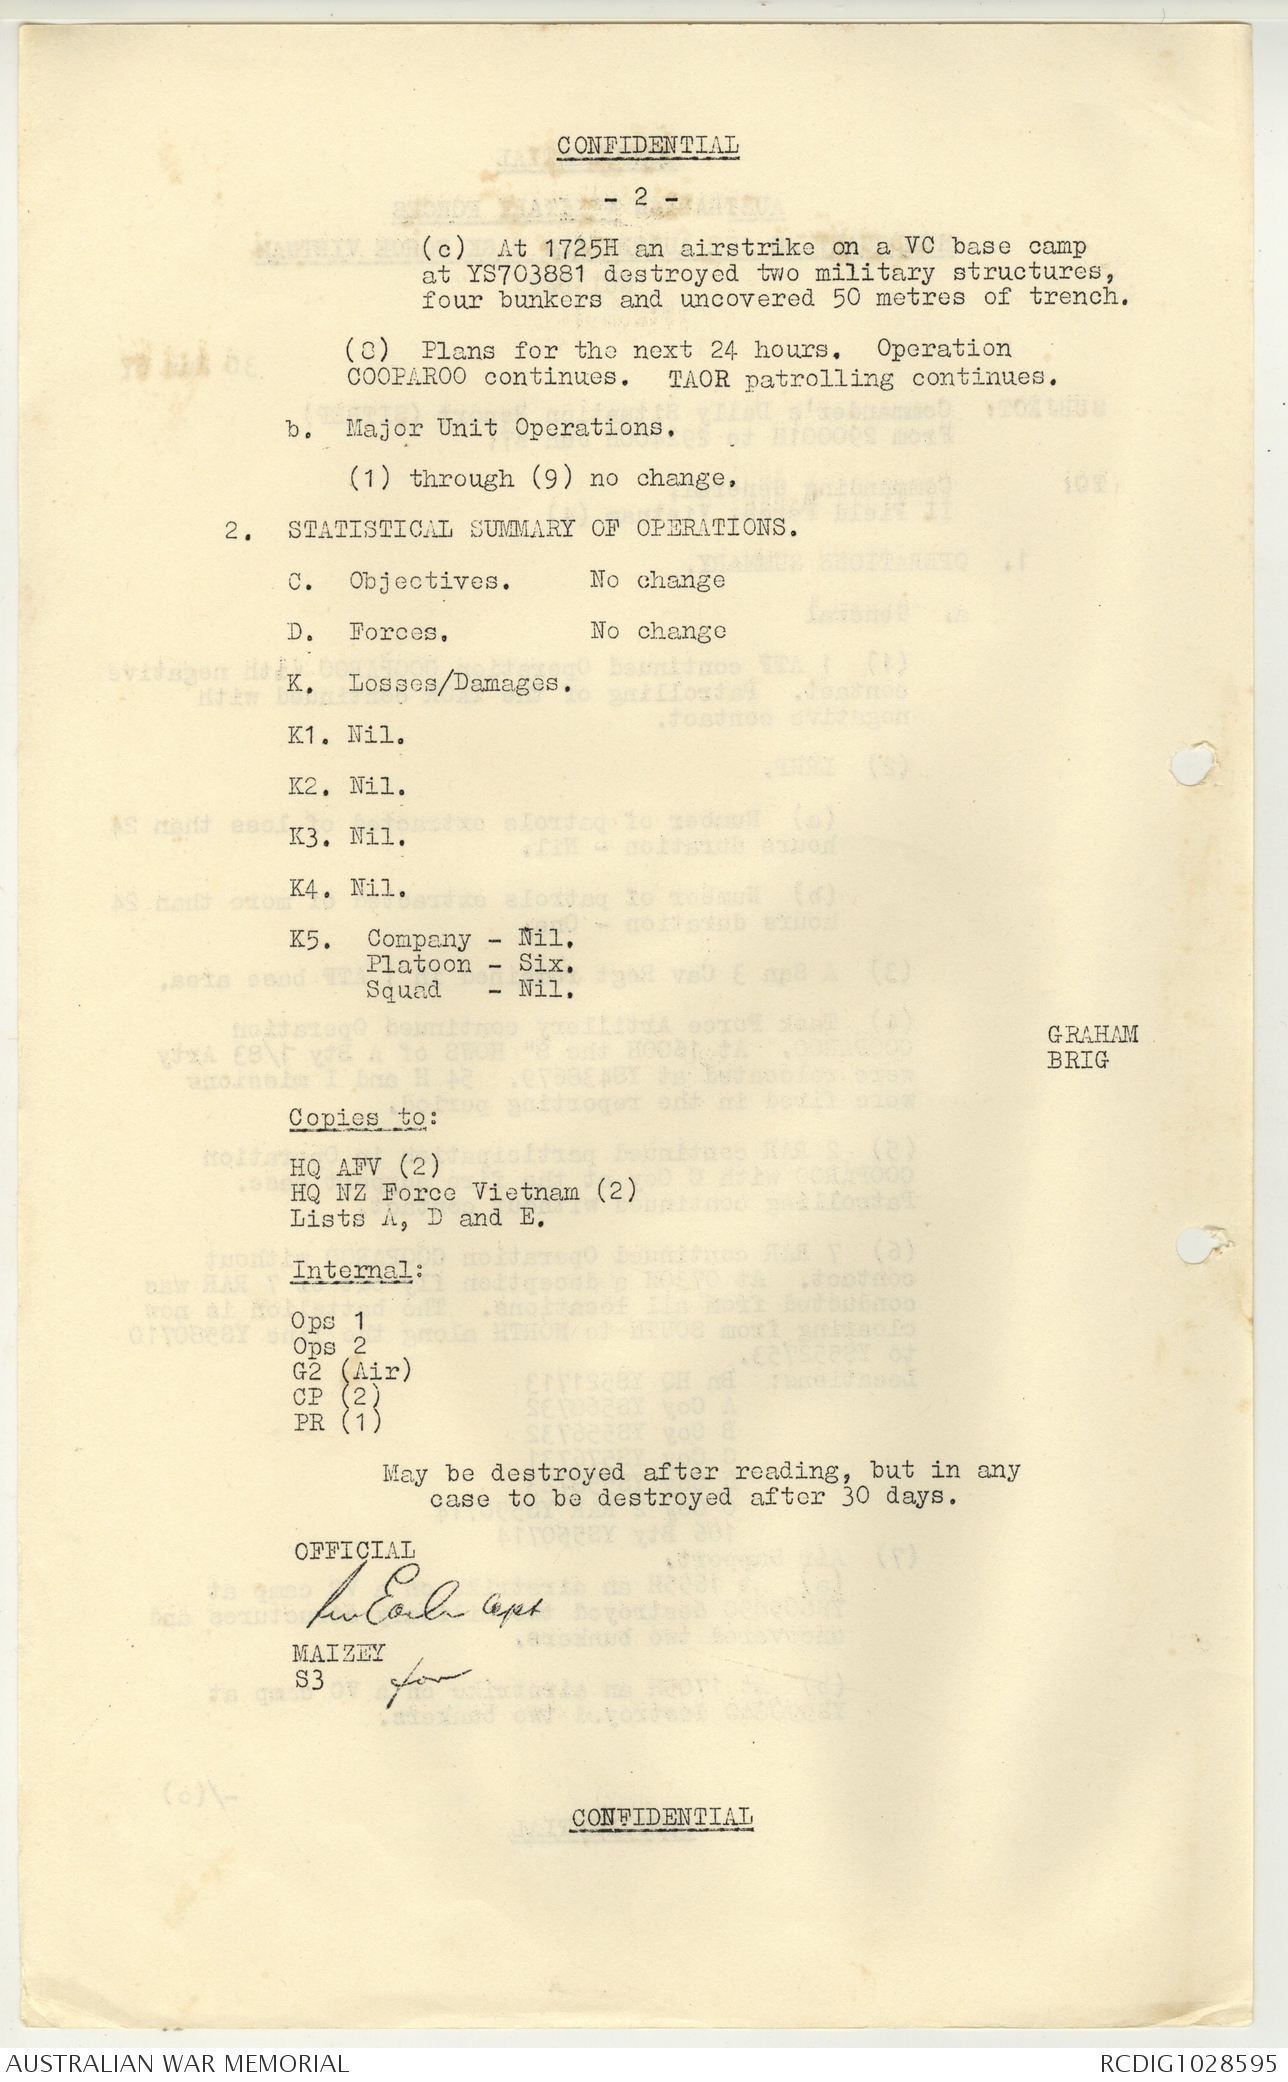 CONFIDENTIAL
- 2 -
(c) At 1725H an airstrike on a VC base camp
at YS703881 destroyed two military structures,
four bunkers and uncovered 50 metres of trench.
(8) Plans for the next 24 hours. Operation
COOPAROO continues. TAOR patrolling continues.
b. Major Unit Operations.
(1) through (9) no change.
2. STATISTICAL SUMMARY OF OPERATIONS.
C. Objectives. No change
D. Forces. No change
K. Losses/Damages.
K1. Nil.
K2. Nil.
K3. Nil.
K4. Nil.
K5. Company - Nil.
Platoon - Six.
Squad - Nil.
GRAHAM
BRIG
Copies to:
HQ AFV (2)
HQ NZ Force Vietnam (2)
Lists A, D and E.
Internal:
Ops 1
Ops 2
G2 (Air)
CP (2)
PR (1)
May be destroyed after reading, but in any
case to be destroyed after 30 days.
OFFICIAL
Capt
MAIZEY
S3 for
CONFIDENTIAL
AUSTRALIAN WAR MEMORIAL
RCDIG1028595